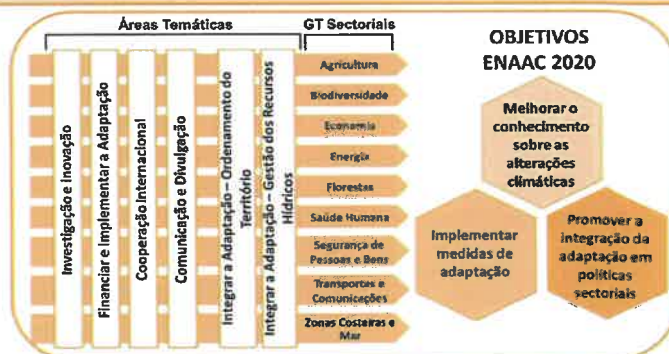 Áreas Temáticas
GT Sectoriais
Investigação e Inovação
Financiar e Implementar a Adaptação
Cooperação Internacional
Comunicação e Divulgação
Integrar a Adaptação – Ordenamento do
Território
Integrar a Adaptação – Gestão dos Recursos
Hídricos
Agricultura
Biodiversidade
Economia
Energia
Florestas
Saúde Humana
Segurança de
Pessoas e Bens
Transportes e
Comunicações
Zonas Costeiras e
Mar
OBJETIVOS
ENAAC 2020
Melhorar o
conhecimento
sobre as
alterações
climáticas
Implementar
medidas de
adaptação
Promover a
integração da
adaptação em
políticas
sectoriais